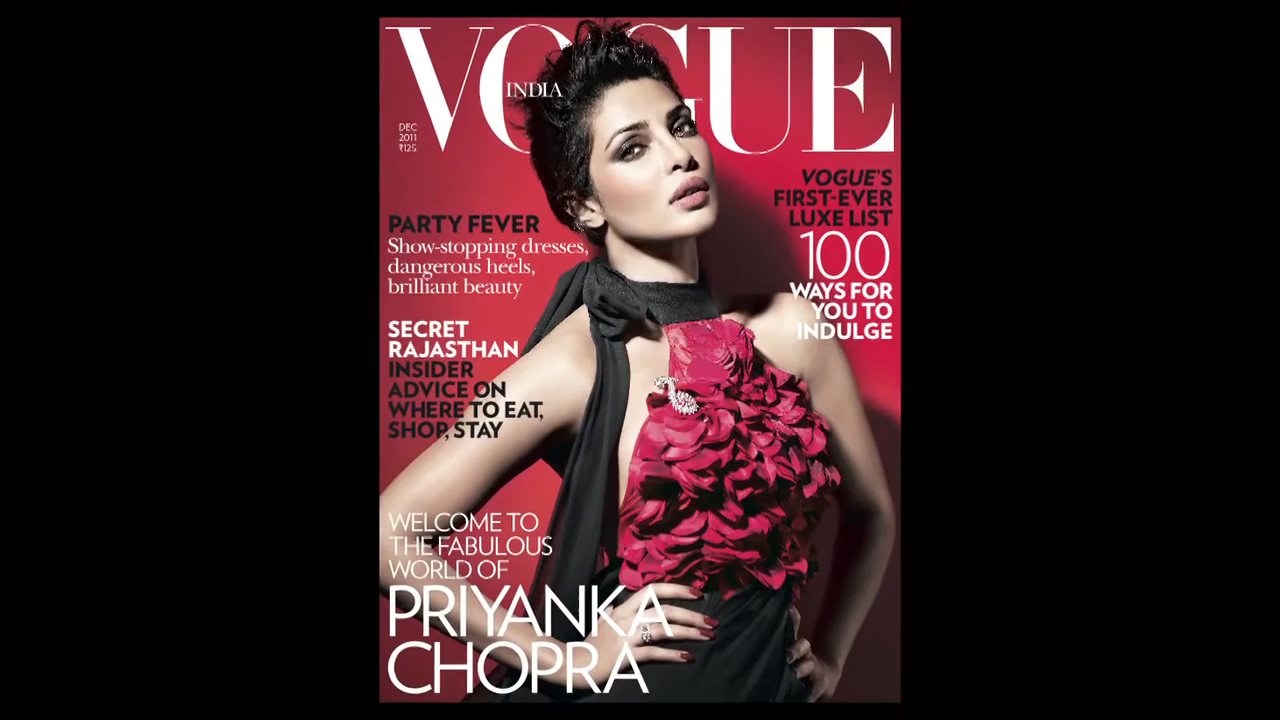 VOGUE
INDIA
DEC
2011
₹125
VOGUE'S
FIRST-EVER
LUXE LIST
100
WAYS FOR
YOU TO
INDULGE
PARTY FEVER
Show-stopping dresses,
dangerous heels,
brilliant beauty
SECRET
RAJASTHAN
INSIDER
ADVICE ON
WHERE TO EAT,
SHOP, STAY
WELCOME TO
THE FABULOUS
WORLD OF
PRIYANKA
CHOPRA